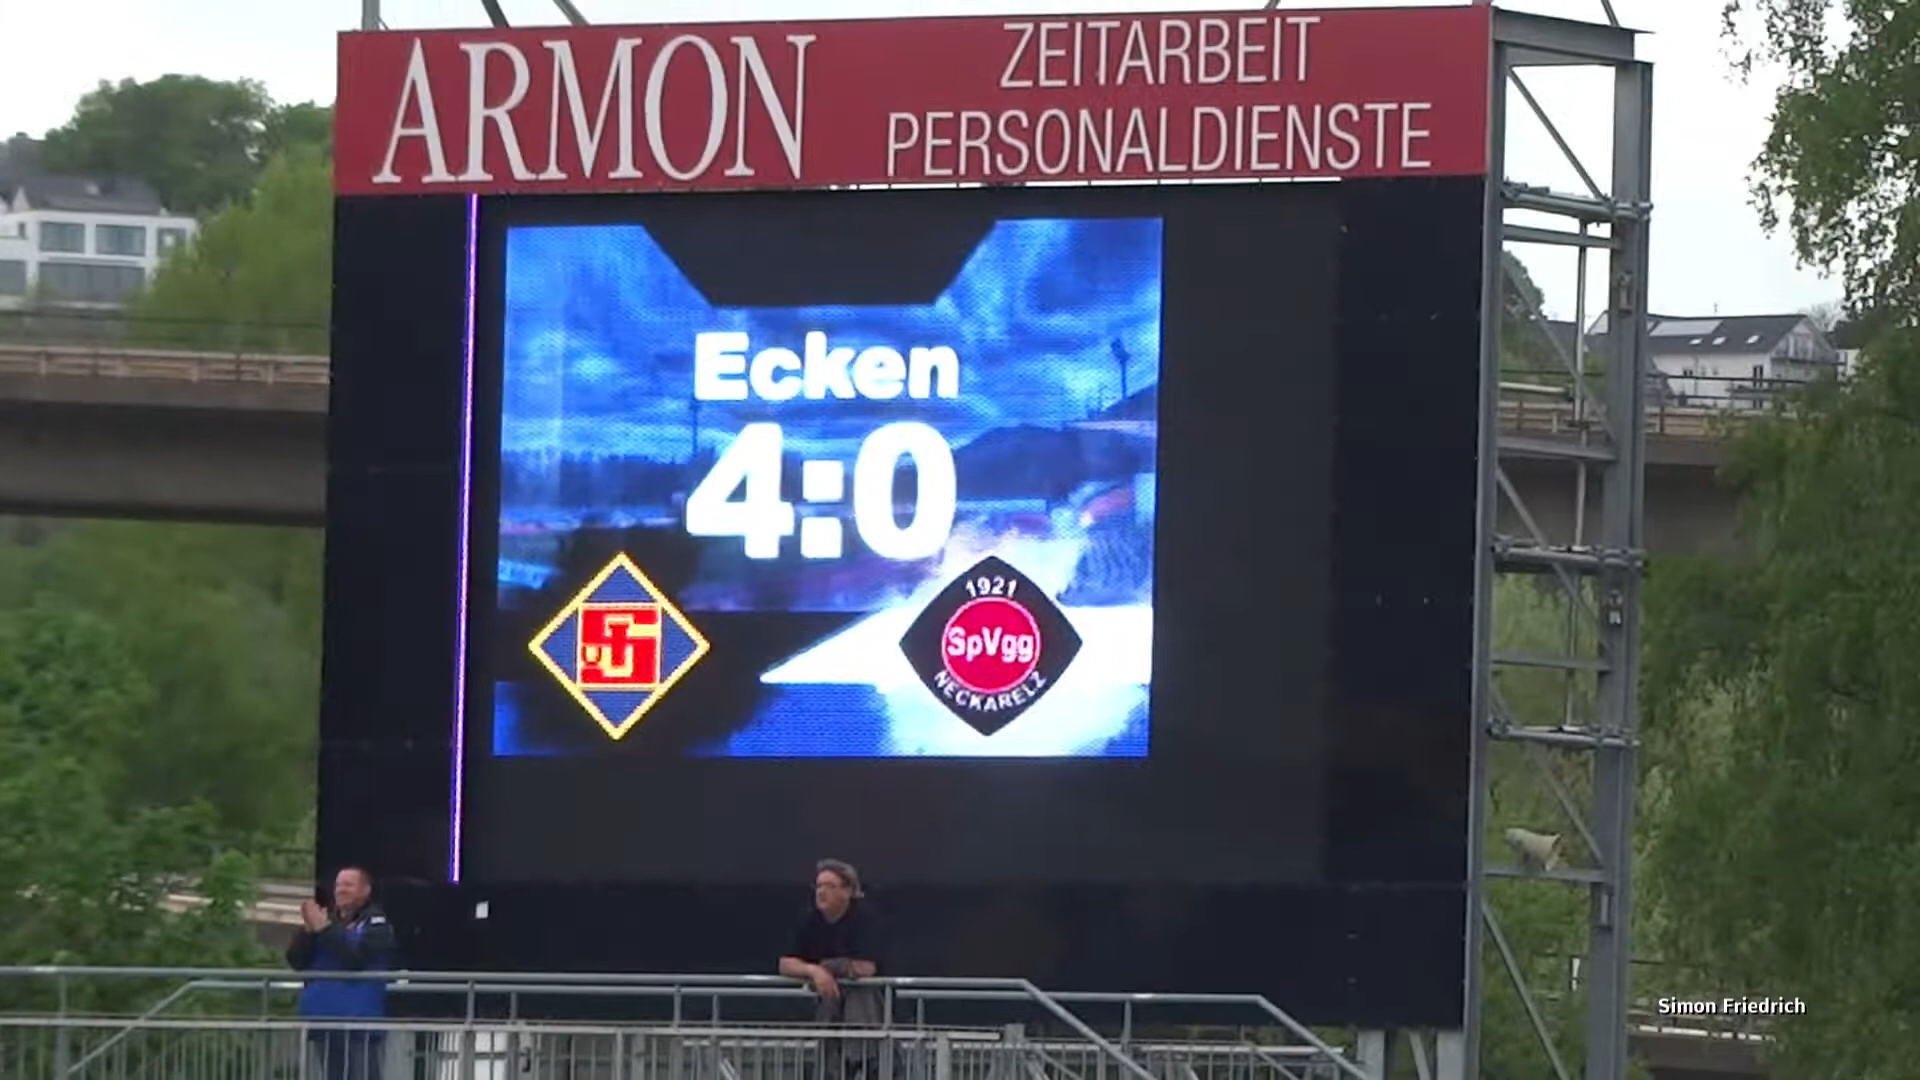 ARMON
ZEITARBEIT
PERSONALDIENSTE
Ecken
4:0
1921
SpVgg
NECKARELZ
Simon Friedrich